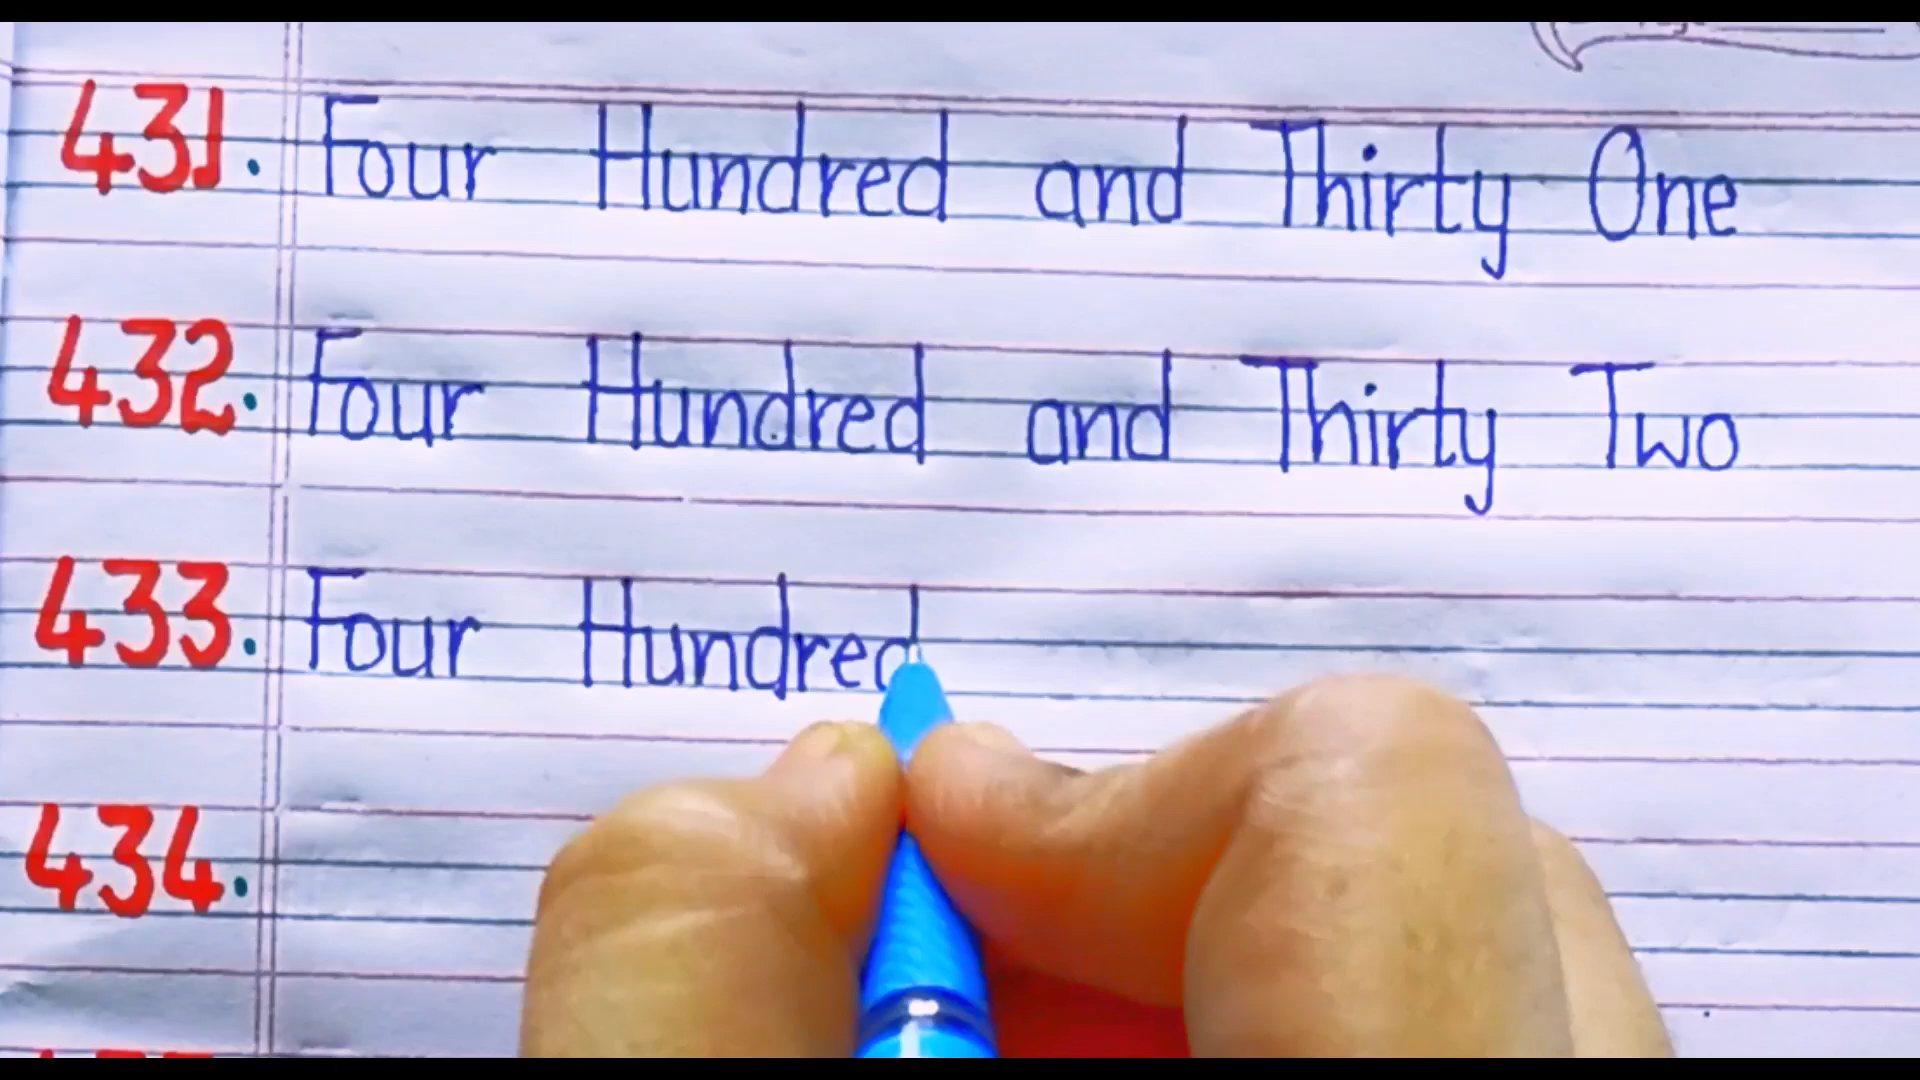 431. Four Hundred and Thirty One
432. Four Hundred and Thirty Two
433. Four Hundred
434.